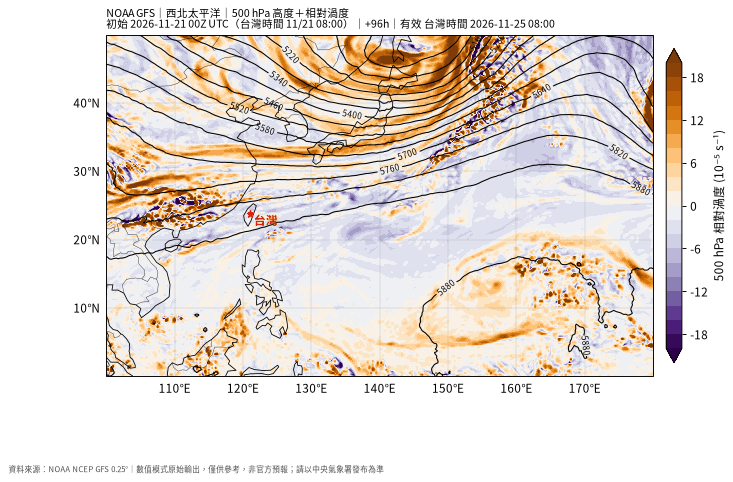 NOAA GFS｜西北太平洋｜500 hPa 高度＋相對渦度
初始 2026-11-21 00Z UTC（台灣時間 11/21 08:00）｜+96h｜有效 台灣時間 2026-11-25 08:00
5220
5340
5460
5400
5520
5580
5640
5700
5760
5820
5880
5880
5880
台灣
40°N
30°N
20°N
10°N
110°E 120°E 130°E 140°E 150°E 160°E 170°E
18
12
6
0
-6
-12
-18
500 hPa 相對渦度 (10⁻⁵ s⁻¹)
資料來源：NOAA NCEP GFS 0.25°｜數值模式原始輸出，僅供參考，非官方預報；請以中央氣象署發布為準